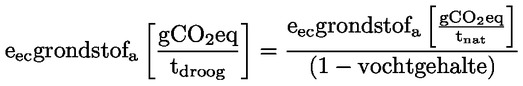 e_ec grondstof_a [gCO₂eq / t_droog] = e_ec grondstof_a [gCO₂eq / t_nat] / (1 − vochtgehalte)